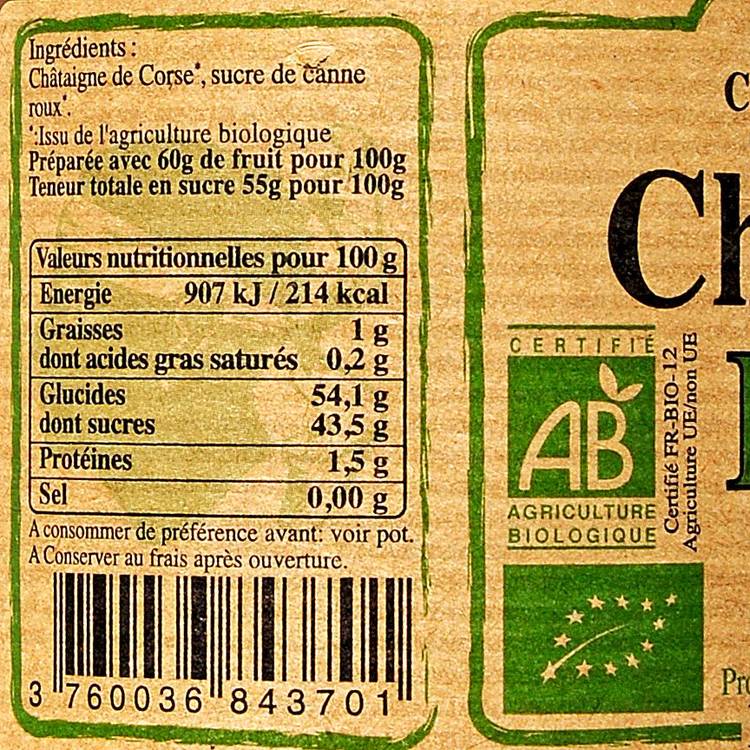 Ingrédients :
Châtaigne de Corse*, sucre de canne
roux*.
*:Issu de l'agriculture biologique
Préparée avec 60g de fruit pour 100g
Teneur totale en sucre 55g pour 100g
Valeurs nutritionnelles pour 100 g
Energie 907 kJ / 214 kcal
Graisses 1 g
dont acides gras saturés 0,2 g
Glucides 54,1 g
dont sucres 43,5 g
Protéines 1,5 g
Sel 0,00 g
A consommer de préférence avant: voir pot.
A Conserver au frais après ouverture.
3 760036 843701
CERTIFIÉ
AB
AGRICULTURE
BIOLOGIQUE
Certifié FR-BIO-12
Agriculture UE/non UE
C
Ch
Pro